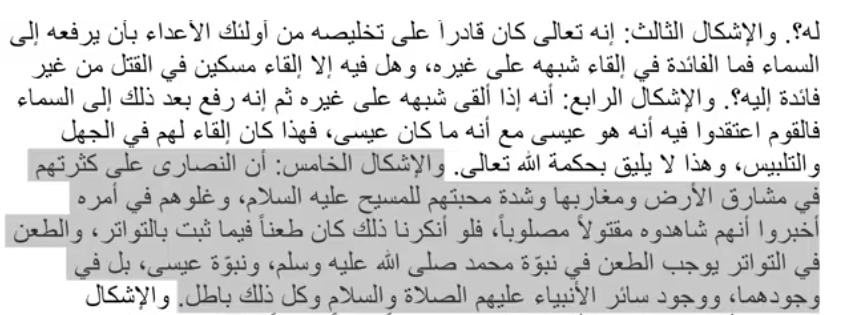 له؟. والإشكال الثالث: إنه تعالى كان قادراً على تخليصه من أولئك الأعداء بأن يرفعه إلى
السماء فما الفائدة في إلقاء شبهه على غيره، وهل فيه إلا إلقاء مسكين في القتل من غير
فائدة إليه؟. والإشكال الرابع: أنه إذا ألقى شبهه على غيره ثم إنه رفع بعد ذلك إلى السماء
فالقوم اعتقدوا فيه أنه هو عيسى مع أنه ما كان عيسى، فهذا كان إلقاء لهم في الجهل
والتلبيس، وهذا لا يليق بحكمة الله تعالى. والإشكال الخامس: أن النصارى على كثرتهم
في مشارق الأرض ومغاربها وشدة محبتهم للمسيح عليه السلام، وغلوهم في أمره
أخبروا أنهم شاهدوه مقتولاً مصلوباً، فلو أنكرنا ذلك كان طعناً فيما ثبت بالتواتر، والطعن
في التواتر يوجب الطعن في نبوّة محمد صلى الله عليه وسلم، ونبوّة عيسى، بل في
وجودهما، ووجود سائر الأنبياء عليهم الصلاة والسلام وكل ذلك باطل. والإشكال